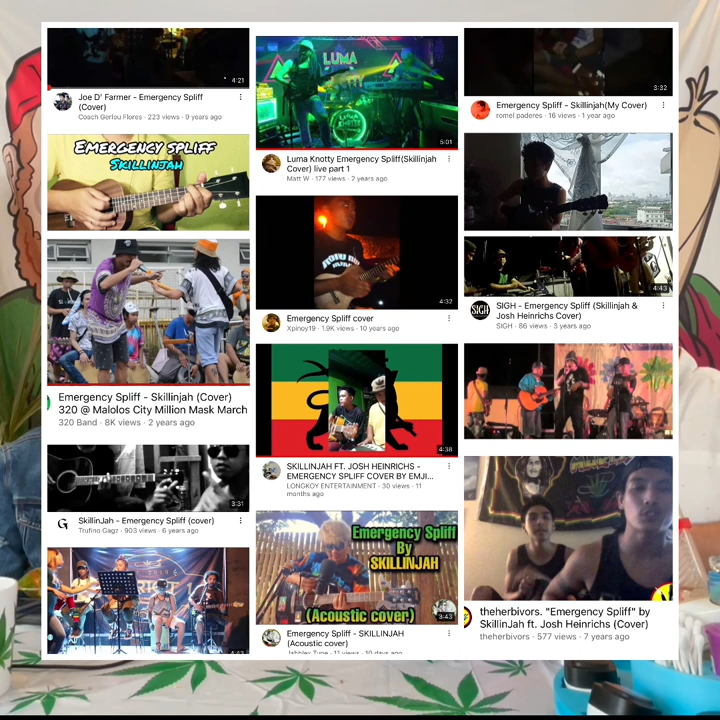 4:21
Joe D' Farmer - Emergency Spliff
(Cover)
Coach Gerlou Flores · 223 views · 9 years ago
EMERGENCY SPLIFF
SKILLINJAH
Emergency Spliff - Skillinjah (Cover)
320 @ Malolos City Million Mask March
320 Band · 8K views · 2 years ago
3:31
SkillinJah - Emergency Spliff (cover)
Trufino Gagz · 903 views · 6 years ago
4:43
LUMA
5:01
Luma Knotty Emergency Spliff(Skillinjah
Cover) live part 1
Matt W · 177 views · 2 years ago
4:32
Emergency Spliff cover
Xpinoy19 · 1.9K views · 10 years ago
4:38
SKILLINJAH FT. JOSH HEINRICHS -
EMERGENCY SPLIFF COVER BY EMJI...
LONGKOY ENTERTAINMENT · 30 views · 11
months ago
Emergency Spliff
By
SKILLINJAH
(Acoustic cover)
3:43
Emergency Spliff - SKILLINJAH
(Acoustic cover)
Jahblex Tune · 11 views · 10 days ago
3:32
Emergency Spliff - Skillinjah(My Cover)
romel padores · 16 views · 1 year ago
4:43
SIGH
SIGH - Emergency Spliff (Skillinjah &
Josh Heinrichs Cover)
SIGH · 86 views · 3 years ago
theherbivors. "Emergency Spliff" by
SkillinJah ft. Josh Heinrichs (Cover)
theherbivors · 577 views · 7 years ago